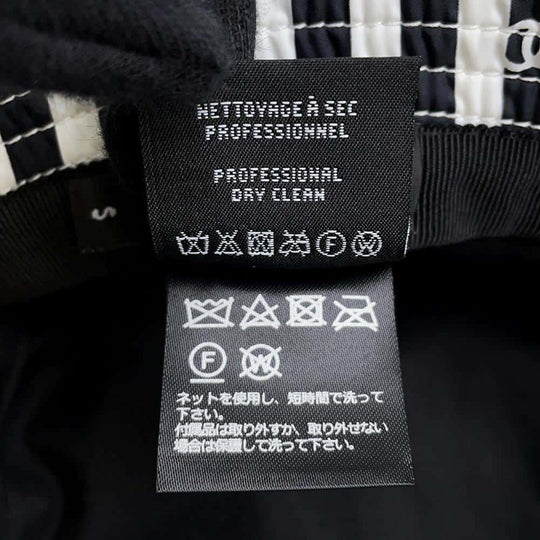 NETTOYAGE À SEC
PROFESSIONNEL
PROFESSIONAL
DRY CLEAN
F W
S
F W
ネットを使用し、短時間で洗って
下さい。
付属品は取り外すか、取り外せない
場合は保護して洗って下さい。